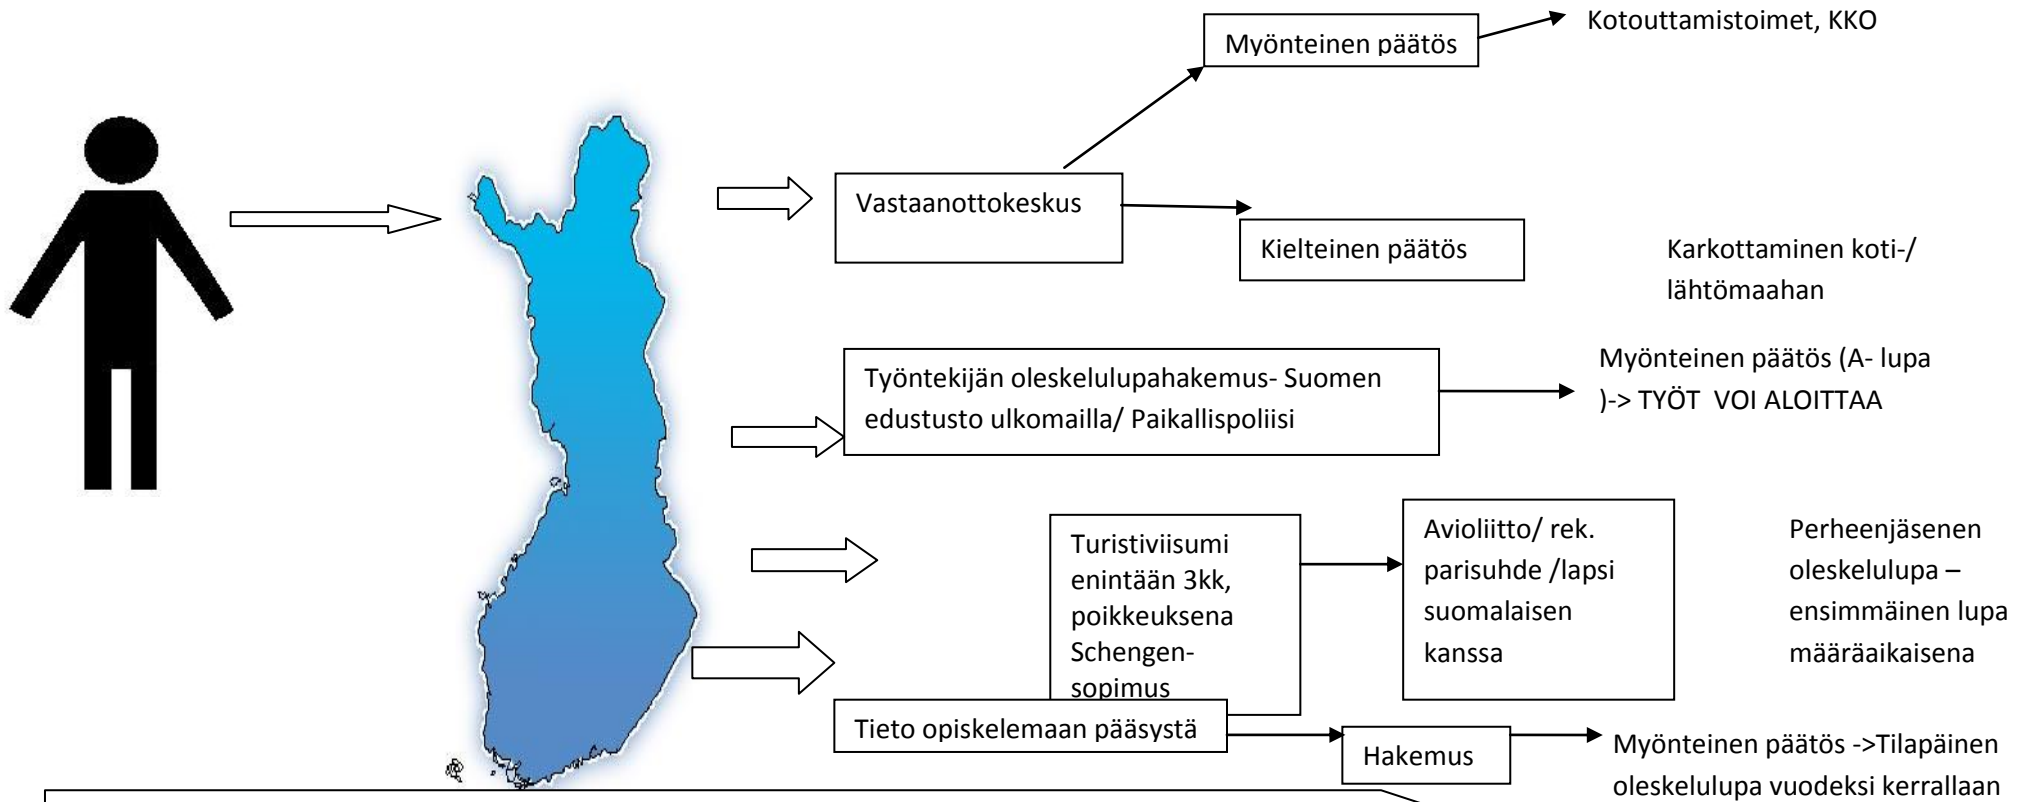 Kotouttamistoimet, KKO
Myönteinen päätös
Vastaanottokeskus
Kielteinen päätös
Karkottaminen koti-/
lähtömaahan
Työntekijän oleskelulupahakemus- Suomen
edustusto ulkomailla/ Paikallispoliisi
Myönteinen päätös (A- lupa
)-> TYÖT VOI ALOITTAA
Turistiviisumi
enintään 3kk,
poikkeuksena
Schengen-
sopimus
Avioliitto/ rek.
parisuhde /lapsi
suomalaisen
kanssa
Perheenjäsenen
oleskelulupa –
ensimmäinen lupa
määräaikaisena
Tieto opiskelemaan pääsystä
Hakemus
Myönteinen päätös ->Tilapäinen
oleskelulupa vuodeksi kerrallaan